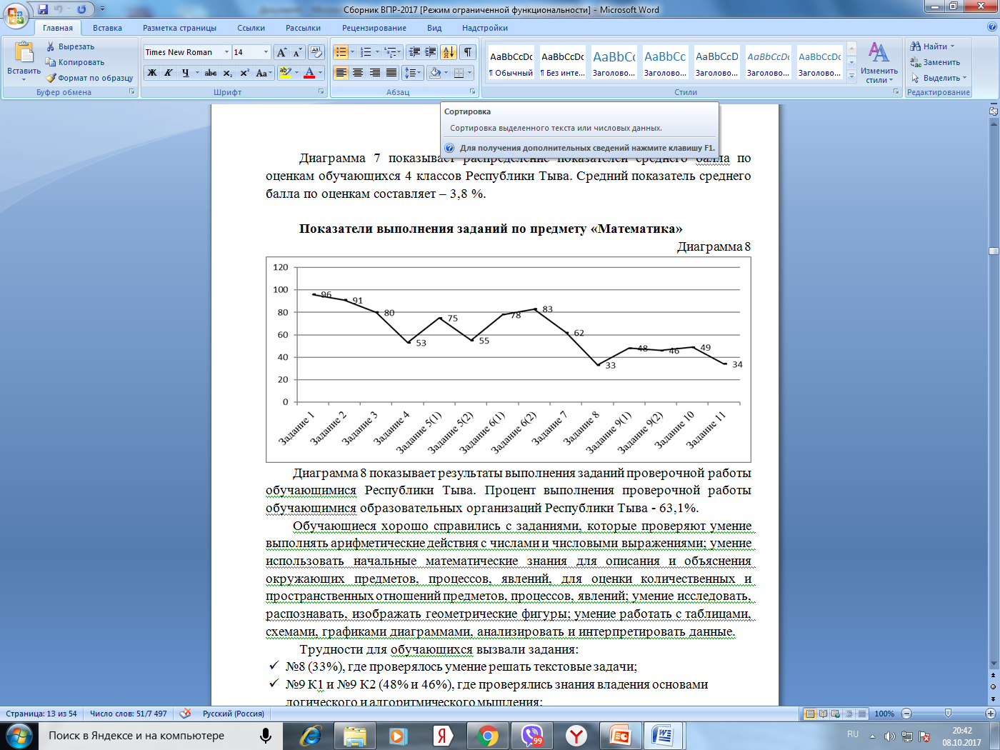 Сборник ВПР-2017 [Режим ограниченной функциональности] - Microsoft Word
Главная Вставка Разметка страницы Ссылки Рассылки Рецензирование Вид Надстройки
Вставить
Вырезать
Копировать
Формат по образцу
Буфер обмена
Times New Roman 14
Ж К Ч abc x₂ x² Aa
Шрифт
Абзац
AaBbCcDc AaBbCcDc AaBbCc AaBbCc AaBbCcD AaBbCcDc AaBbCcDc
¶ Обычный ¶ Без инте... Заголово... Заголово... Заголово... Заголово... Заголово...
Изменить стили
Стили
Найти
Заменить
Выделить
Редактирование
Сортировка
Сортировка выделенного текста или числовых данных.
Для получения дополнительных сведений нажмите клавишу F1.
Диаграмма 7 показывает распределение показателей среднего балла по
оценкам обучающихся 4 классов Республики Тыва. Средний показатель среднего
балла по оценкам составляет – 3,8 %.
Показатели выполнения заданий по предмету «Математика»
Диаграмма 8
120
100
80
60
40
20
0
96 91 80 53 75 55 78 83 62 33 48 46 49 34
Задание 1 Задание 2 Задание 3 Задание 4 Задание 5(1) Задание 5(2) Задание 6(1) Задание 6(2) Задание 7 Задание 8 Задание 9(1) Задание 9(2) Задание 10 Задание 11
Диаграмма 8 показывает результаты выполнения заданий проверочной работы
обучающимися Республики Тыва. Процент выполнения проверочной работы
обучающимися образовательных организаций Республики Тыва - 63,1%.
Обучающиеся хорошо справились с заданиями, которые проверяют умение
выполнять арифметические действия с числами и числовыми выражениями; умение
использовать начальные математические знания для описания и объяснения
окружающих предметов, процессов, явлений, для оценки количественных и
пространственных отношений предметов, процессов, явлений; умение исследовать,
распознавать, изображать геометрические фигуры; умение работать с таблицами,
схемами, графиками диаграммами, анализировать и интерпретировать данные.
Трудности для обучающихся вызвали задания:
✓ №8 (33%), где проверялось умение решать текстовые задачи;
✓ №9 К1 и №9 К2 (48% и 46%), где проверялись знания владения основами
логического и алгоритмического мышления;
Страница: 13 из 54 Число слов: 51/7 497 Русский (Россия) 100%
Поиск в Яндексе и на компьютере
99
RU
20:42
08.10.2017